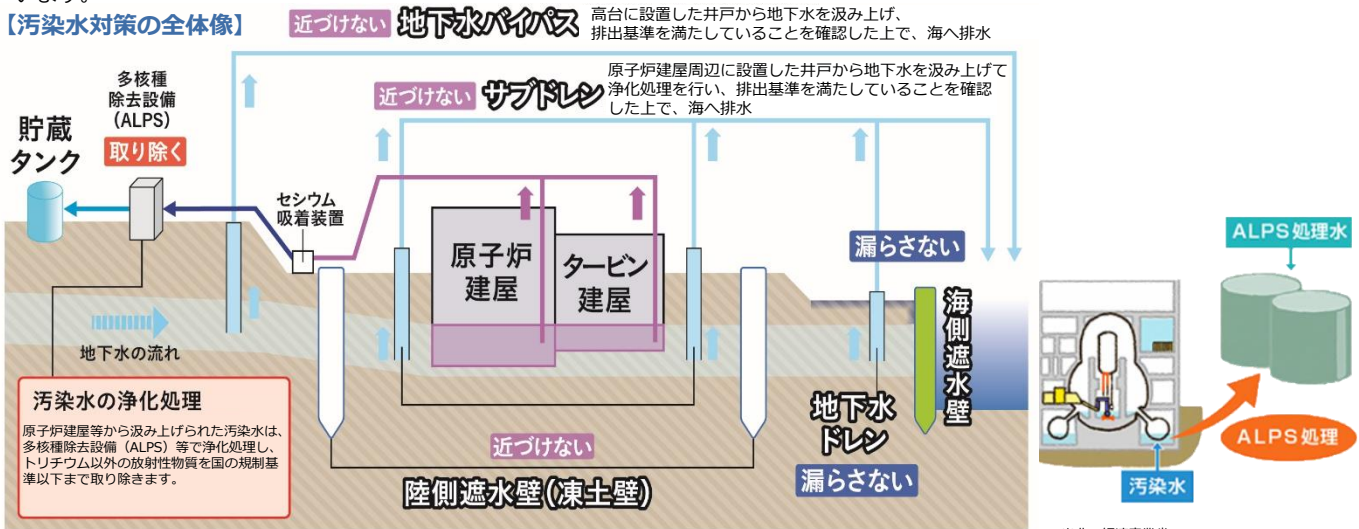 います。
【汚染水対策の全体像】
近づけない 地下水バイパス
高台に設置した井戸から地下水を汲み上げ、
排出基準を満たしていることを確認した上で、海へ排水
近づけない サブドレン
原子炉建屋周辺に設置した井戸から地下水を汲み上げて
浄化処理を行い、排出基準を満たしていることを確認
した上で、海へ排水
多核種
除去設備
(ALPS)
取り除く
貯蔵
タンク
セシウム
吸着装置
原子炉
建屋
タービン
建屋
漏らさない
海側遮水壁
地下水の流れ
汚染水の浄化処理
原子炉建屋等から汲み上げられた汚染水は、
多核種除去設備（ALPS）等で浄化処理し、
トリチウム以外の放射性物質を国の規制基
準以下まで取り除きます。
近づけない
陸側遮水壁(凍土壁)
地下水
ドレン
漏らさない
ALPS処理水
ALPS処理
汚染水